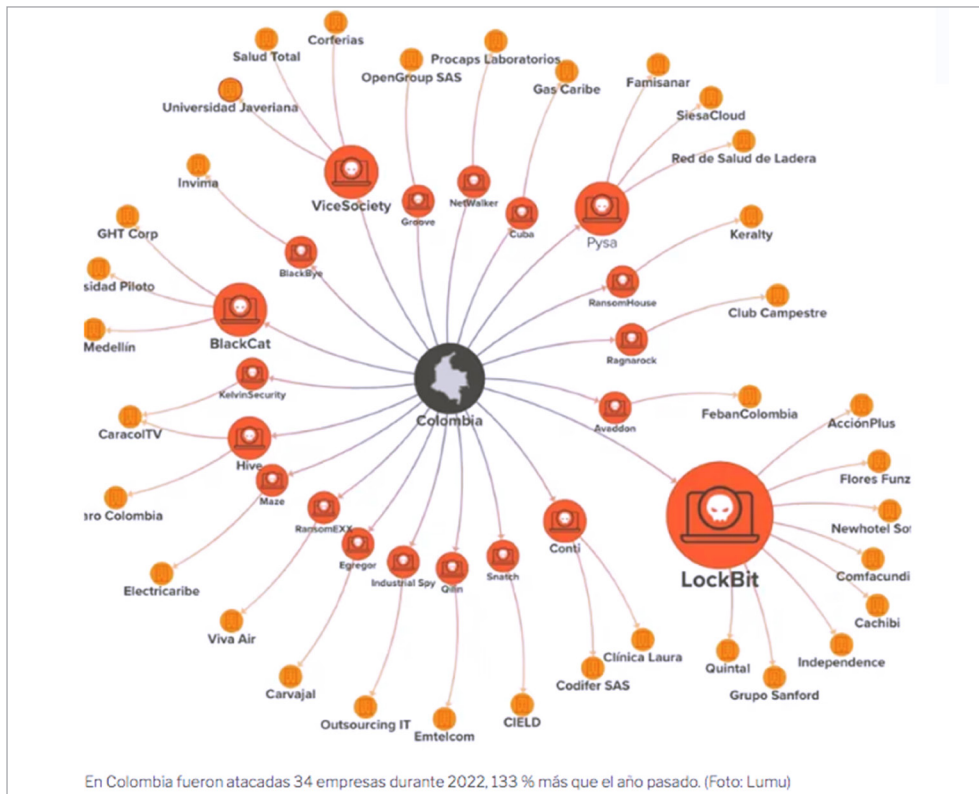 Corferias
Salud Total
Procaps Laboratorios
OpenGroup SAS
Gas Caribe
Famisanar
Universidad Javeriana
SiesaCloud
Red de Salud de Ladera
Invima
ViceSociety
NetWalker
Groove
Cuba
Pysa
GHT Corp
Keralty
BlackBye
sidad Piloto
RansomHouse
Club Campestre
Medellín
BlackCat
Ragnarock
KelvinSecurity
Colombia
FebanColombia
Avaddon
AcciónPlus
CaracolTV
Hive
Flores Funz
Maze
aro Colombia
RansomEXX
Newhotel Sof
Conti
Egregor
LockBit
Industrial Spy
Qilin
Snatch
Comfacundi
Electricaribe
Cachibi
Viva Air
Clínica Laura
Quintal
Independence
Codifer SAS
Grupo Sanford
Carvajal
Outsourcing IT
Emtelcom
CIELD
En Colombia fueron atacadas 34 empresas durante 2022, 133 % más que el año pasado. (Foto: Lumu)